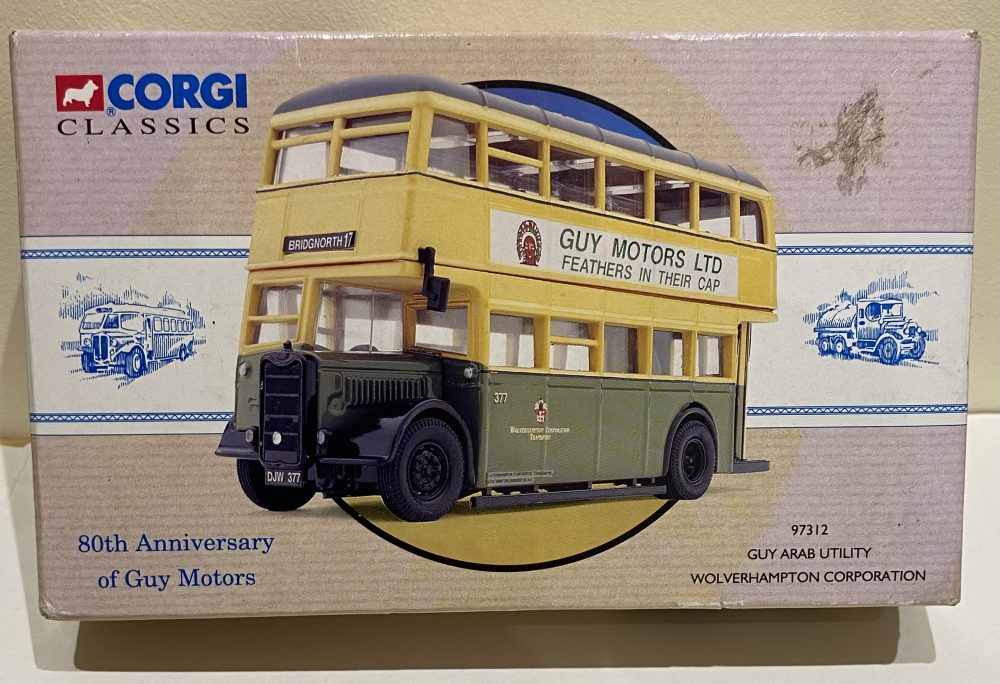 CORGI
®
CLASSICS
BRIDGNORTH 17
GUY MOTORS LTD
FEATHERS IN THEIR CAP
377
WOLVERHAMPTON CORPORATION
TRANSPORT
DJW 377
80th Anniversary
of Guy Motors
97312
GUY ARAB UTILITY
WOLVERHAMPTON CORPORATION